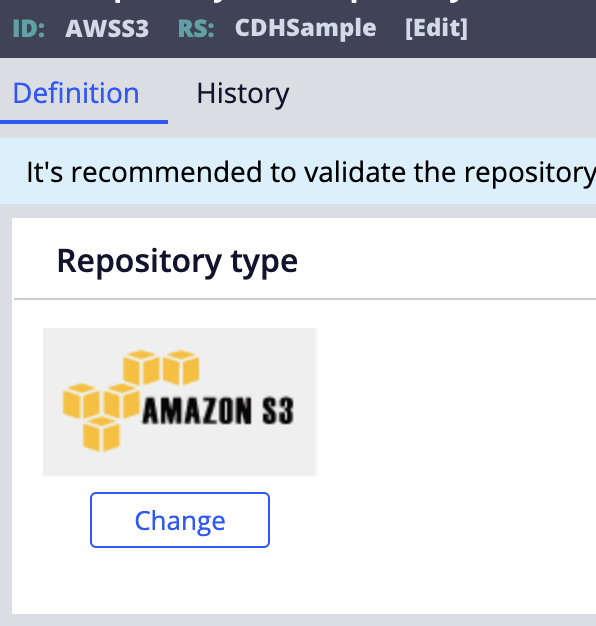 ID: AWSS3 RS: CDHSample [Edit]
Definition History
It's recommended to validate the repository
Repository type
AMAZON S3
Change